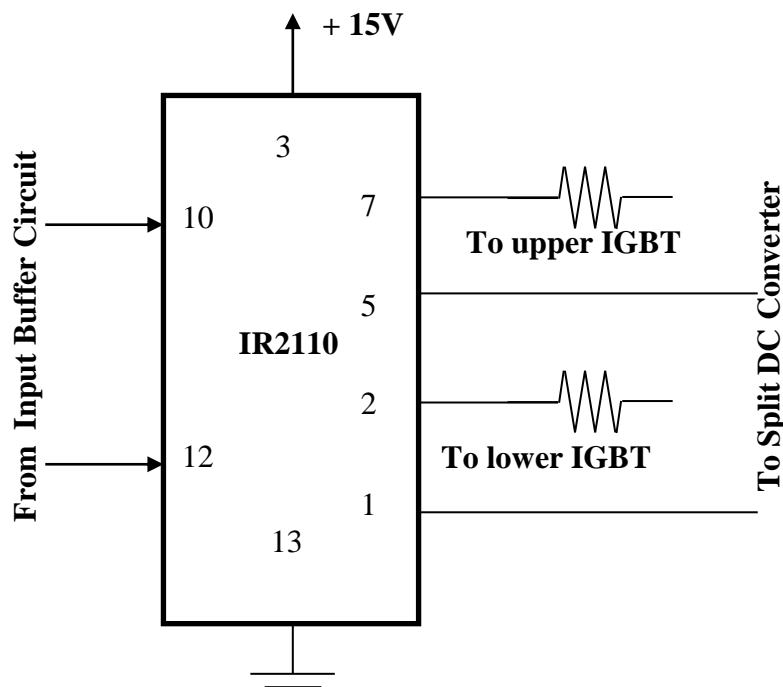 + 15V
3
7
10
To upper IGBT
5
IR2110
2
To lower IGBT
12
1
13
From Input Buffer Circuit
To Split DC Converter